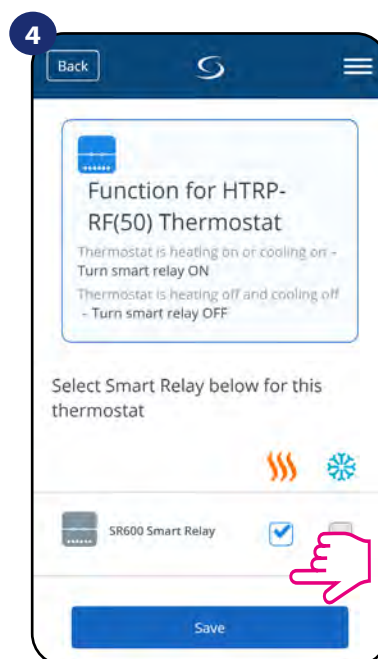 4
Back
Function for HTRP-
RF(50) Thermostat
Thermostat is heating on or cooling on -
Turn smart relay ON
Thermostat is heating off and cooling off
- Turn smart relay OFF
Select Smart Relay below for this
thermostat
SR600 Smart Relay
Save